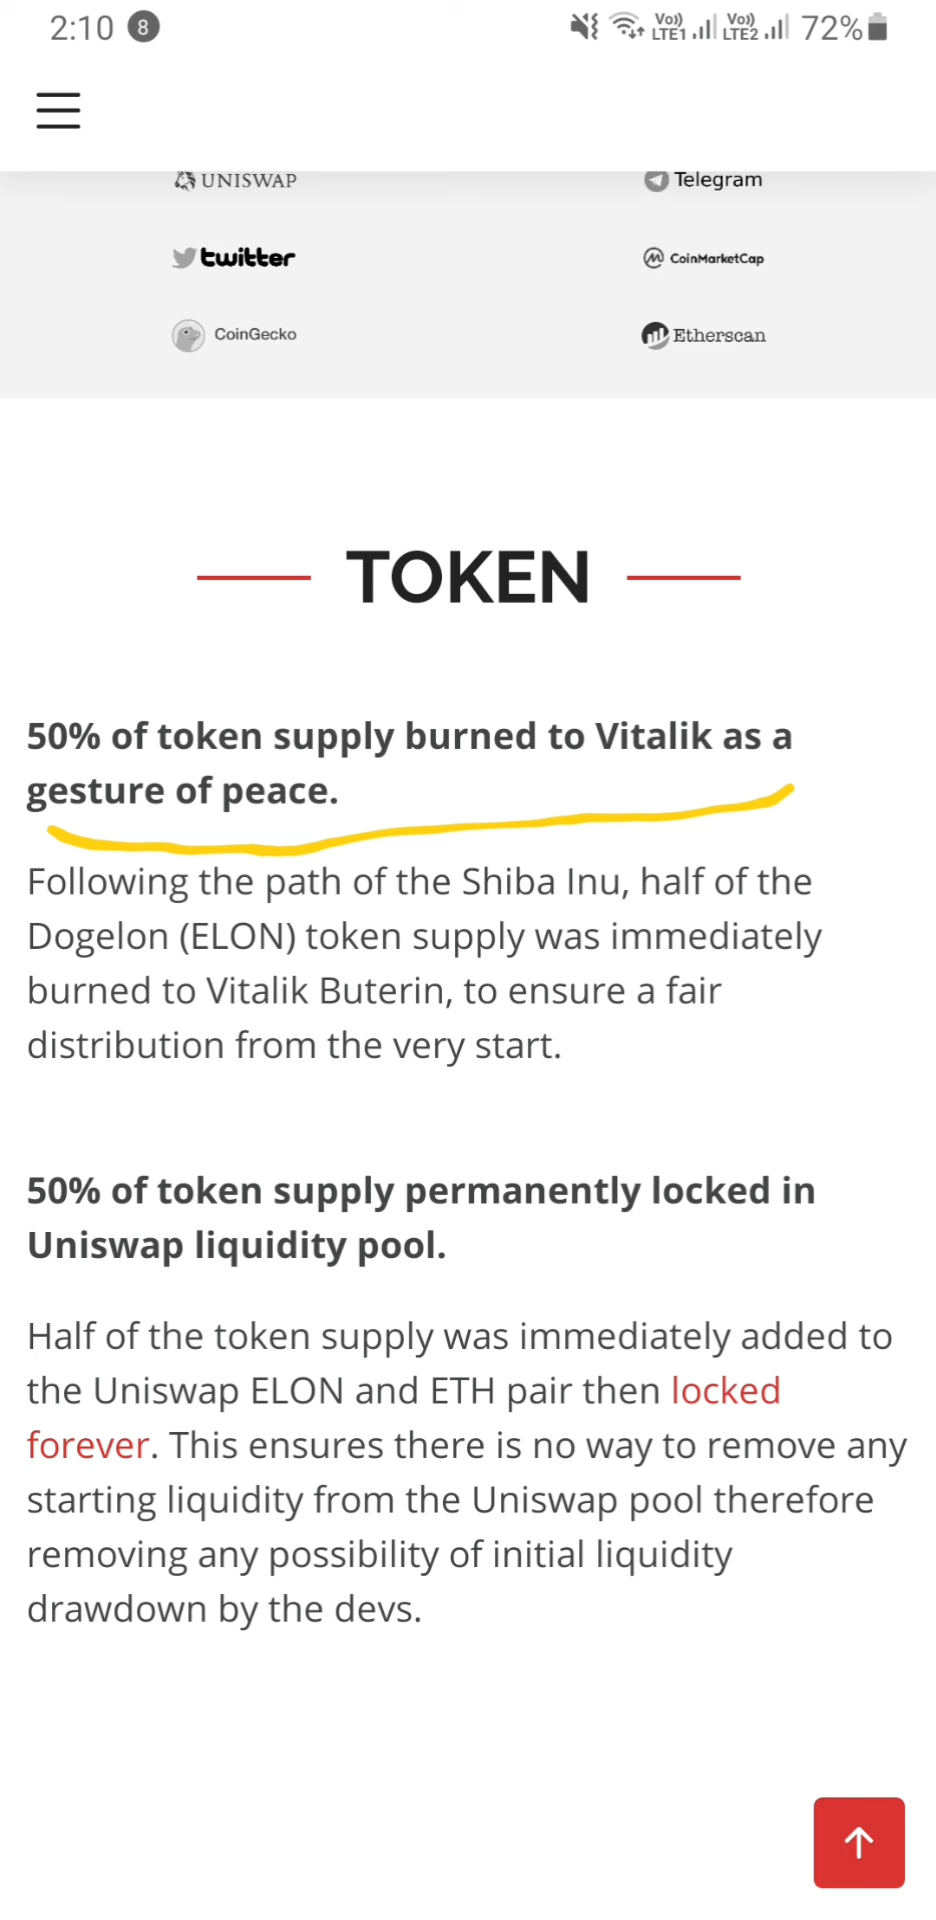 2:10 8 Vo)) LTE1 Vo)) LTE2 72%
UNISWAP Telegram
twitter CoinMarketCap
CoinGecko Etherscan
TOKEN
50% of token supply burned to Vitalik as a
gesture of peace.
Following the path of the Shiba Inu, half of the
Dogelon (ELON) token supply was immediately
burned to Vitalik Buterin, to ensure a fair
distribution from the very start.
50% of token supply permanently locked in
Uniswap liquidity pool.
Half of the token supply was immediately added to
the Uniswap ELON and ETH pair then locked
forever. This ensures there is no way to remove any
starting liquidity from the Uniswap pool therefore
removing any possibility of initial liquidity
drawdown by the devs.